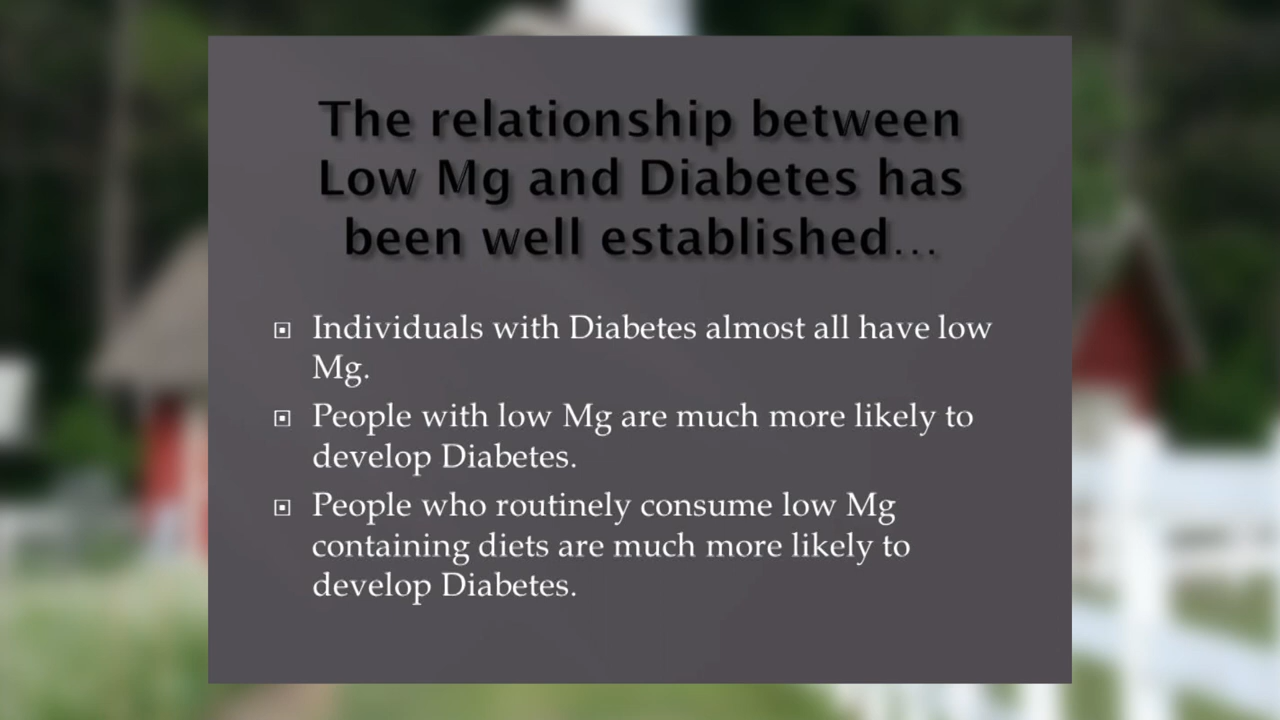 The relationship between
Low Mg and Diabetes has
been well established…
Individuals with Diabetes almost all have low
Mg.
People with low Mg are much more likely to
develop Diabetes.
People who routinely consume low Mg
containing diets are much more likely to
develop Diabetes.